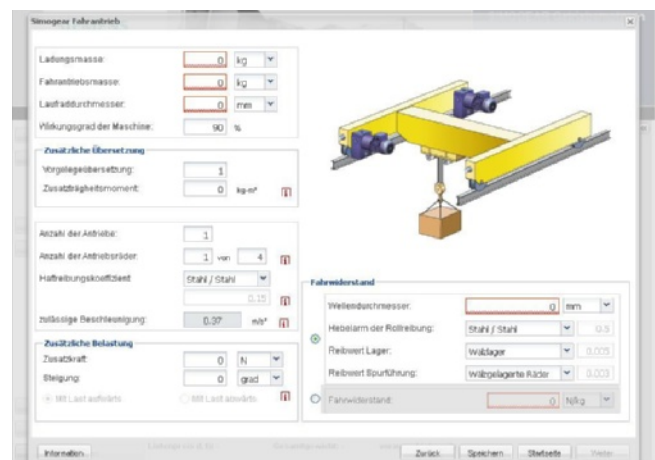 Simogear Fahrantrieb
Ladungsmasse: 0 kg
Fahrantriebsmasse: 0 kg
Laufraddurchmesser: 0 mm
Wirkungsgrad der Maschine: 90 %
Zusätzliche Übersetzung
Vorgelegeübersetzung: 1
Zusatzträgheitsmoment: 0 kg·m²
Anzahl der Antriebe: 1
Anzahl der Antriebsräder: 1 von 4
Haftreibungskoeffizient Stahl / Stahl
0.15
zulässige Beschleunigung: 0.37 m/s²
Zusätzliche Belastung
Zusatzkraft: 0 N
Steigung: 0 grad
Mit Last aufwärts Mit Last abwärts
Fahrwiderstand
Wellendurchmesser: 0 mm
Hebelarm der Rollreibung: Stahl / Stahl 0.5
Reibwert Lager: Wälzlager 0.005
Reibwert Spurführung: Wälzgelagerte Räder 0.003
Fahrwiderstand: 0 N/kg
Information Zurück Speichern Startseite Weiter